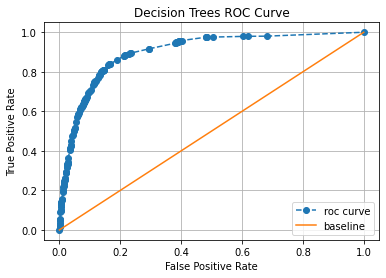 Decision Trees ROC Curve
True Positive Rate
1.0
0.8
0.6
0.4
0.2
0.0
0.0 0.2 0.4 0.6 0.8 1.0
False Positive Rate
roc curve
baseline